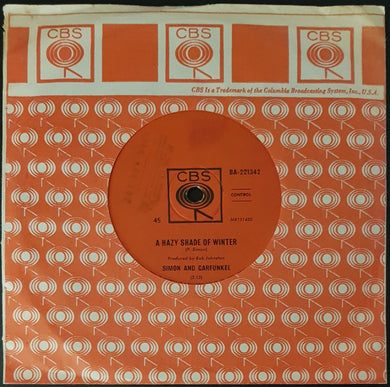 CBS CBS CBS
CBS Is a Trademark of the Columbia Broadcasting System, Inc., U.S.A.
CBS
BA-221342
CONTROL
45
A HAZY SHADE OF WINTER
(P. Simon)
Produced by Bob Johnston
SIMON AND GARFUNKEL